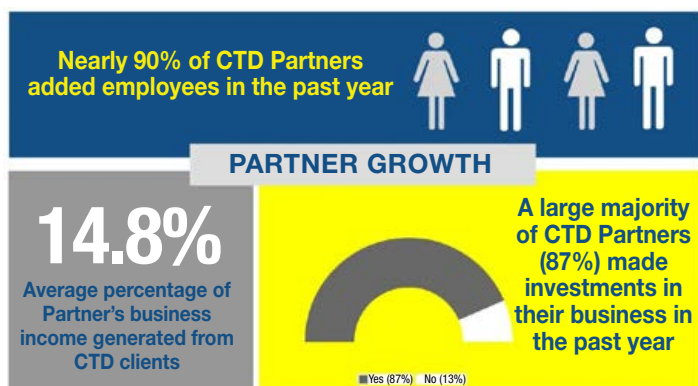 Nearly 90% of CTD Partners
added employees in the past year
PARTNER GROWTH
14.8%
Average percentage of
Partner's business
income generated from
CTD clients
A large majority
of CTD Partners
(87%) made
investments in
their business in
the past year
Yes (87%) No (13%)